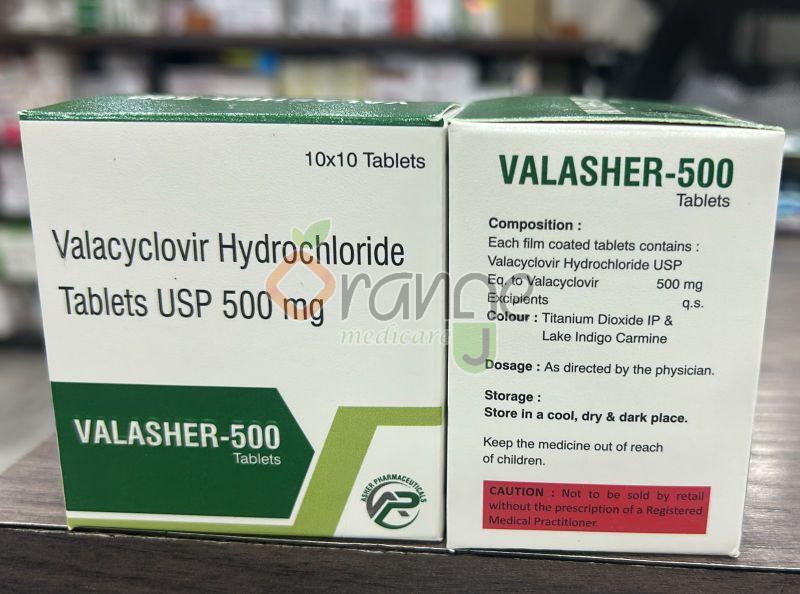 10x10 Tablets
Valacyclovir Hydrochloride
Tablets USP 500 mg
VALASHER-500
Tablets
ASHER PHARMACEUTICALS
VALASHER-500
Tablets
Composition :
Each film coated tablets contains :
Valacyclovir Hydrochloride USP
Eq. to Valacyclovir 500 mg
Excipients q.s.
Colour : Titanium Dioxide IP &
Lake Indigo Carmine
Dosage : As directed by the physician.
Storage :
Store in a cool, dry & dark place.
Keep the medicine out of reach
of children.
CAUTION : Not to be sold by retail
without the prescription of a Registered
Medical Practitioner.
Orange
medicare